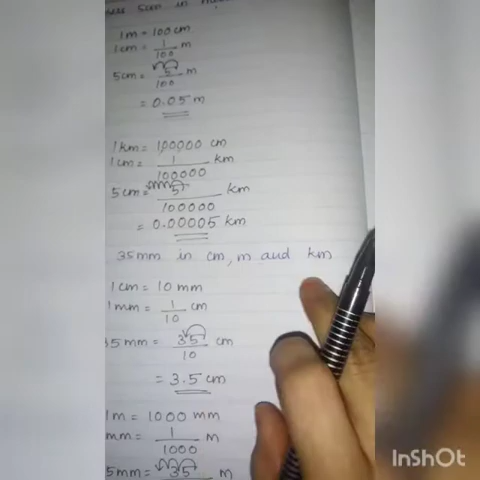 5cm in
1m = 100 cm
1cm = 1/100 m
5cm = 5/100 m
= 0.05 m
1km = 100000 cm
1cm = 1/100000 km
5cm = 5/100000 km
= 0.00005 km
35mm in cm, m and km
1cm = 10 mm
1mm = 1/10 cm
35mm = 35/10 cm
= 3.5 cm
1m = 1000 mm
mm = 1/1000 m
5mm = 35 m
InShOt